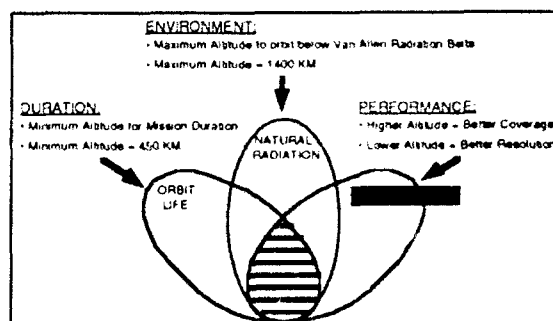 ENVIRONMENT:
· Maximum Altitude to orbit below Van Allen Radiation Belts
· Maximum Altitude = 1400 KM
DURATION:
· Minimum Altitude for Mission Duration
· Minimum Altitude = 450 KM
PERFORMANCE:
· Higher Altitude = Better Coverage
· Lower Altitude = Better Resolution
NATURAL
RADIATION
ORBIT
LIFE